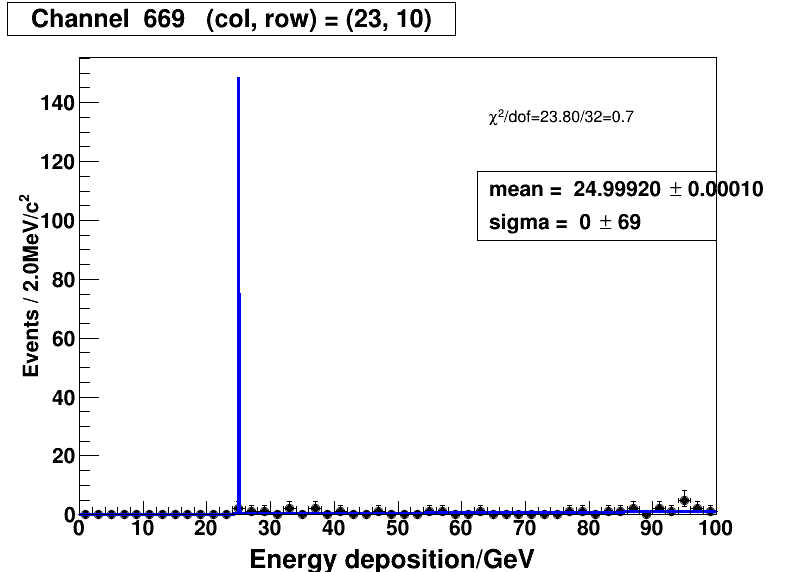 Channel 669 (col, row) = (23, 10)
χ²/dof=23.80/32=0.7
mean = 24.99920 ± 0.00010
sigma = 0 ± 69
Events / 2.0MeV/c²
140
120
100
80
60
40
20
0
0 10 20 30 40 50 60 70 80 90 100
Energy deposition/GeV